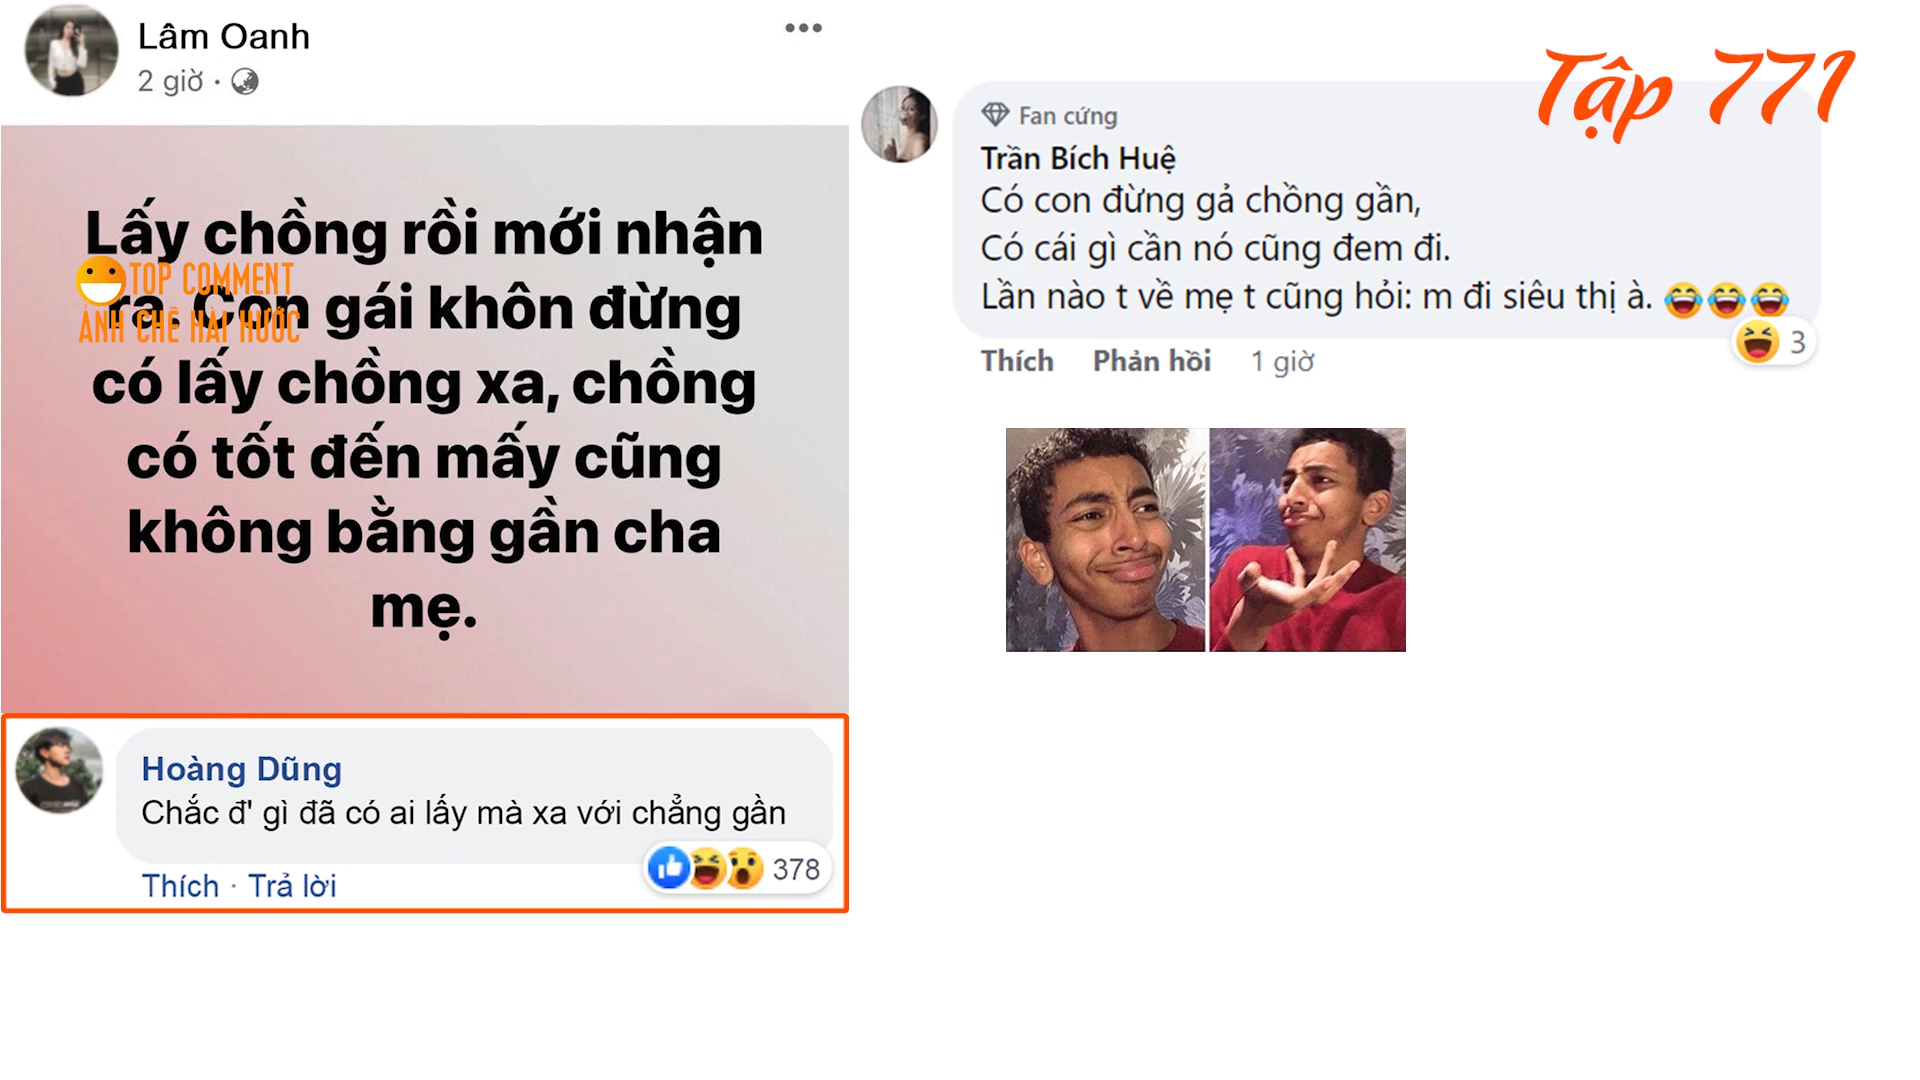 Lâm Oanh
2 giờ ·
Lấy chồng rồi mới nhận
ra. Con gái khôn đừng
có lấy chồng xa, chồng
có tốt đến mấy cũng
không bằng gần cha
mẹ.
TOP COMMENT
ẢNH CHẾ HÀI HƯỚC
Hoàng Dũng
Chắc đ' gì đã có ai lấy mà xa với chẳng gần
378
Thích · Trả lời
Tập 771
Fan cứng
Trần Bích Huệ
Có con đừng gả chồng gần,
Có cái gì cần nó cũng đem đi.
Lần nào t về mẹ t cũng hỏi: m đi siêu thị à. 😂😂😂
3
Thích Phản hồi 1 giờ